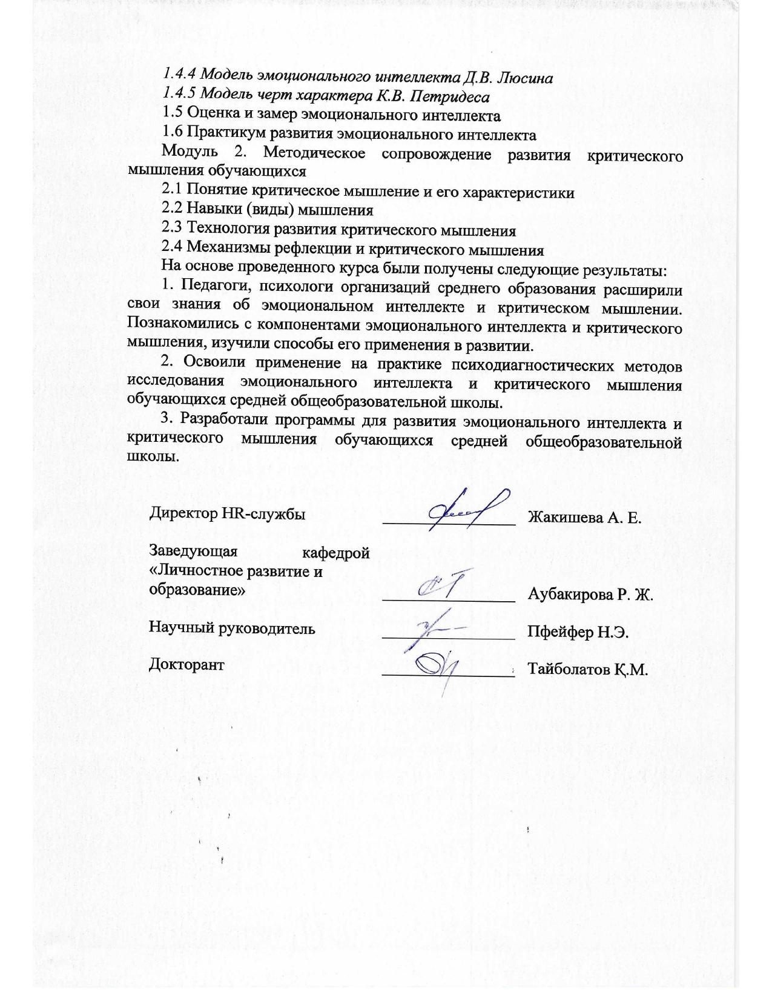 1.4.4 Модель эмоционального интеллекта Д.В. Люсина
1.4.5 Модель черт характера К.В. Петридеса
1.5 Оценка и замер эмоционального интеллекта
1.6 Практикум развития эмоционального интеллекта
Модуль 2. Методическое сопровождение развития критического
мышления обучающихся
2.1 Понятие критическое мышление и его характеристики
2.2 Навыки (виды) мышления
2.3 Технология развития критического мышления
2.4 Механизмы рефлекции и критического мышления
На основе проведенного курса были получены следующие результаты:
1. Педагоги, психологи организаций среднего образования расширили
свои знания об эмоциональном интеллекте и критическом мышлении.
Познакомились с компонентами эмоционального интеллекта и критического
мышления, изучили способы его применения в развитии.
2. Освоили применение на практике психодиагностических методов
исследования эмоционального интеллекта и критического мышления
обучающихся средней общеобразовательной школы.
3. Разработали программы для развития эмоционального интеллекта и
критического мышления обучающихся средней общеобразовательной
школы.
Директор HR-службы Жакишева А. Е.
Заведующая кафедрой
«Личностное развитие и
образование» Аубакирова Р. Ж.
Научный руководитель Пфейфер Н.Э.
Докторант Тайболатов Қ.М.